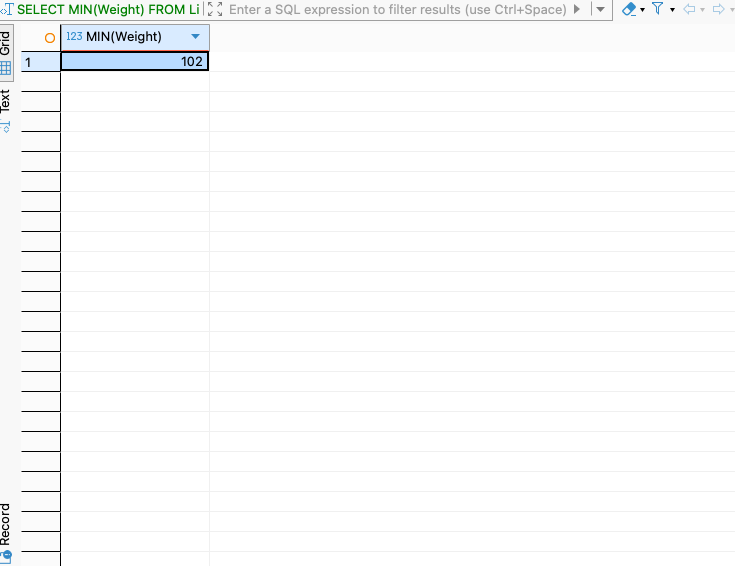 SELECT MIN(Weight) FROM Li
Enter a SQL expression to filter results (use Ctrl+Space)
Grid
123 MIN(Weight)
1
102
Text
Record